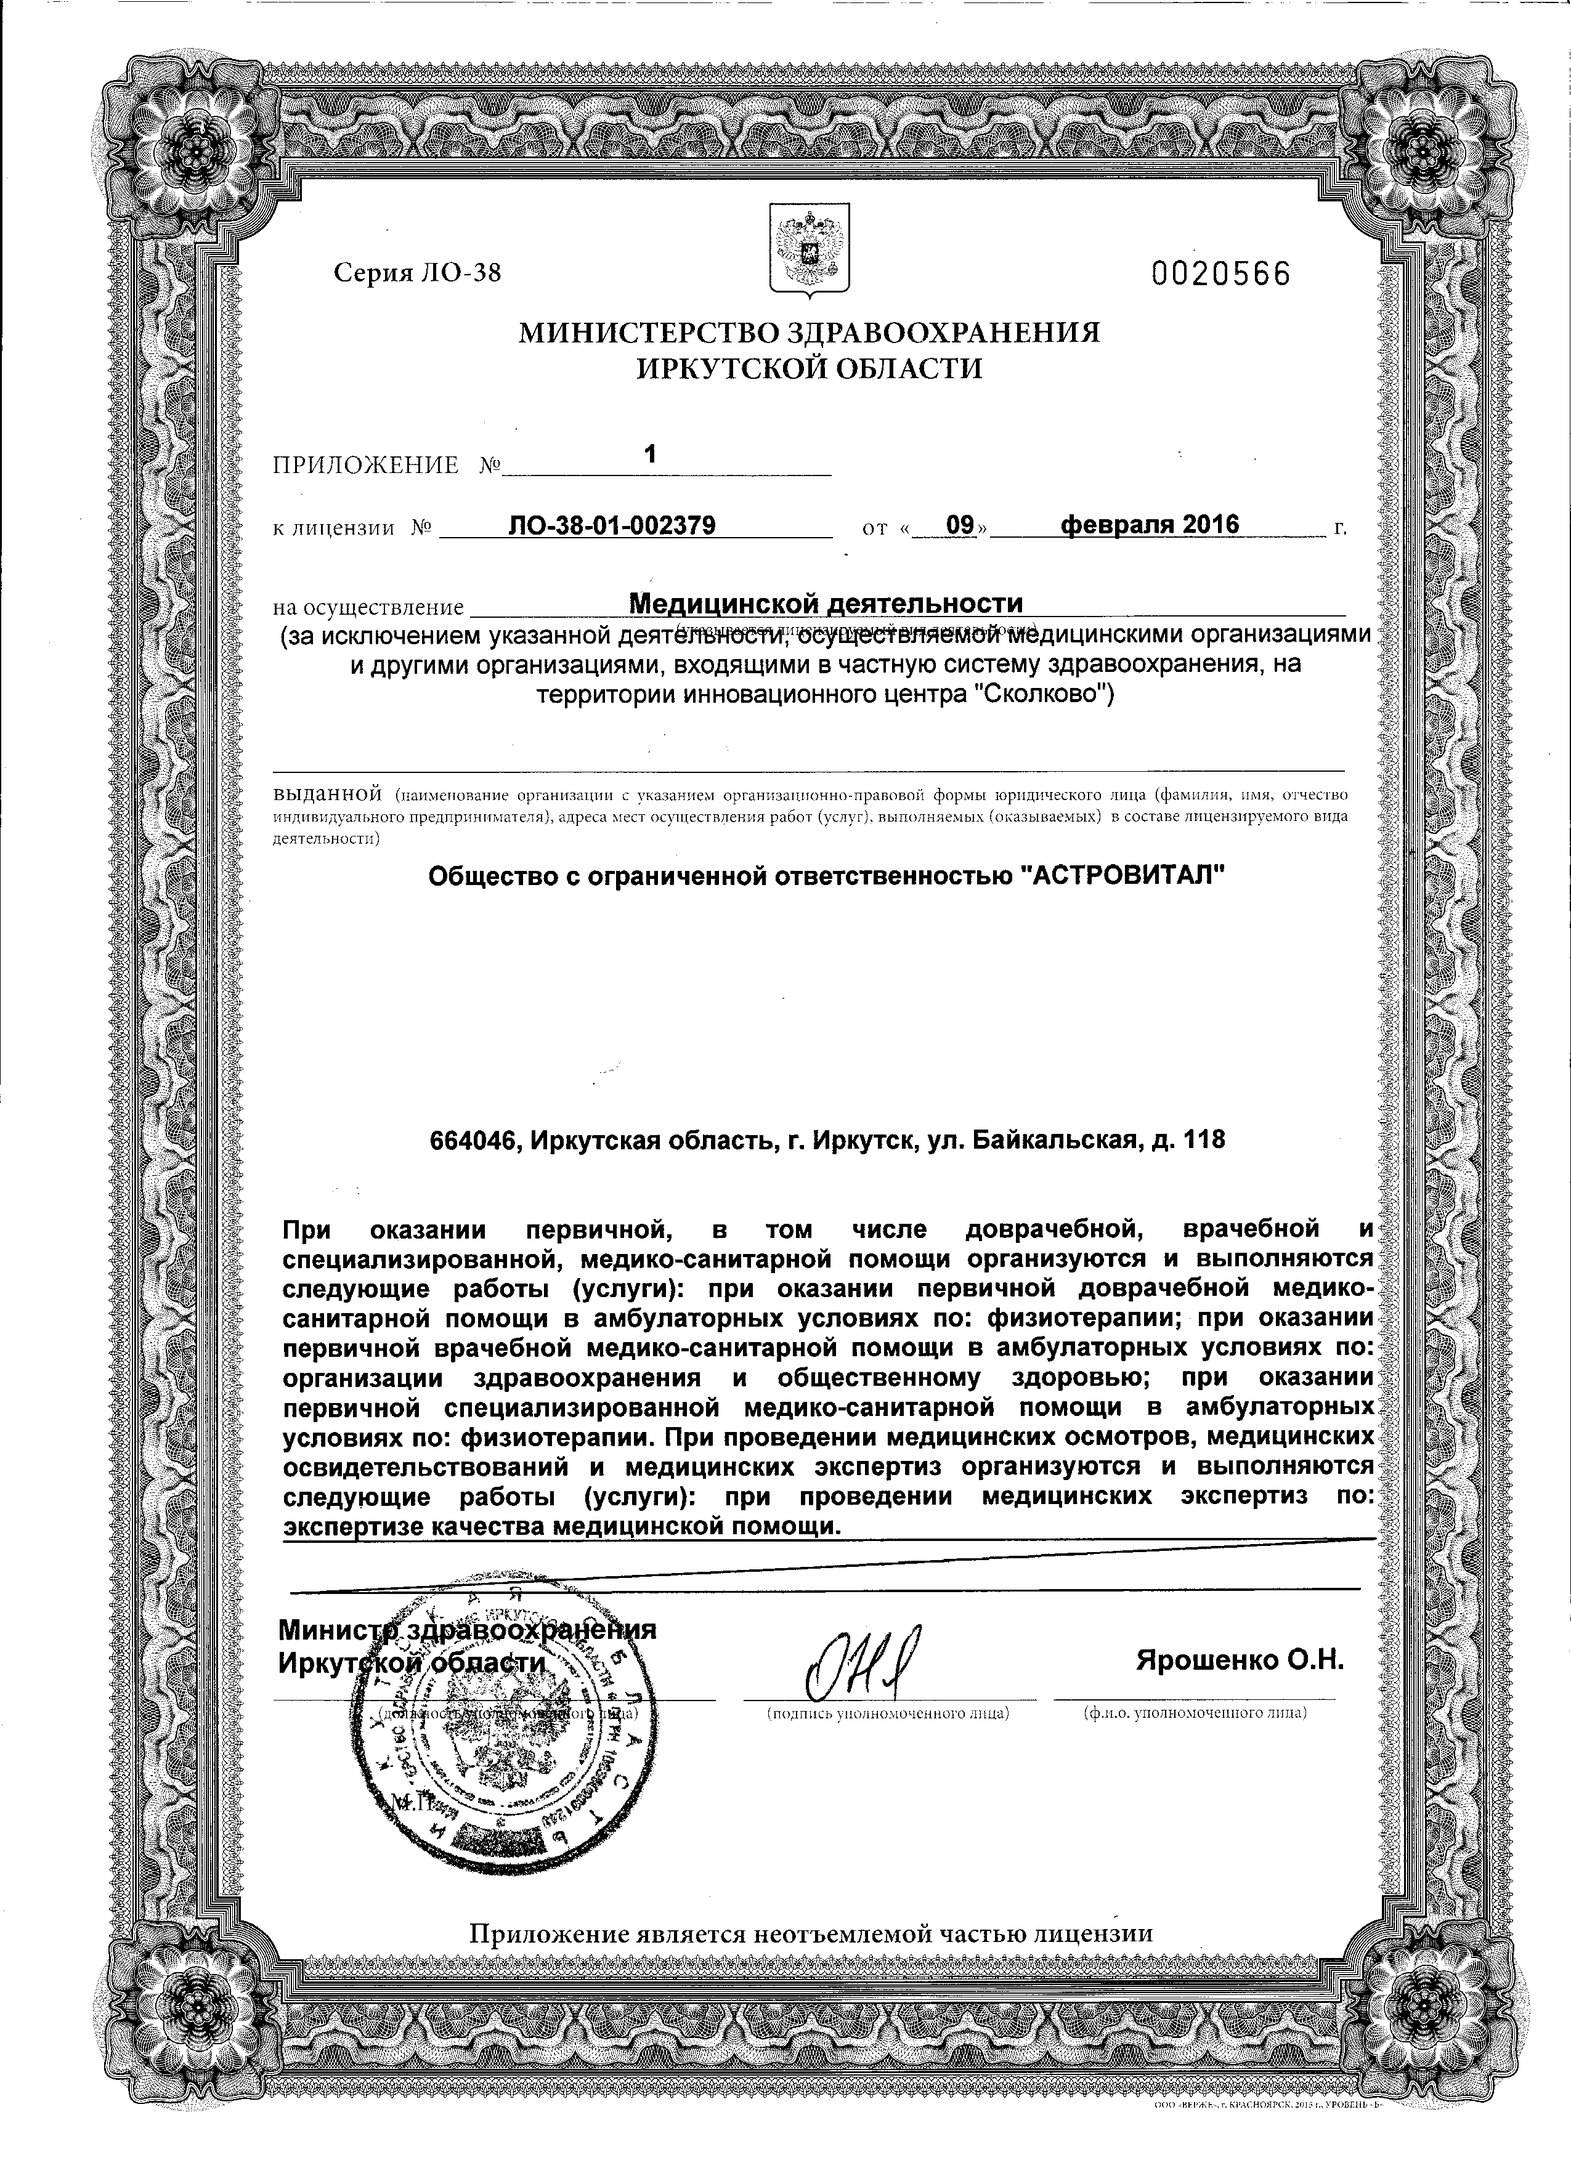 Серия ЛО-38
0020566
МИНИСТЕРСТВО ЗДРАВООХРАНЕНИЯ
ИРКУТСКОЙ ОБЛАСТИ
ПРИЛОЖЕНИЕ № 1
к лицензии № ЛО-38-01-002379 от « 09 » февраля 2016 г.
на осуществление Медицинской деятельности
(указывается лицензируемый вид деятельности)
(за исключением указанной деятельности, осуществляемой медицинскими организациями
и другими организациями, входящими в частную систему здравоохранения, на
территории инновационного центра "Сколково")
выданной (наименование организации с указанием организационно-правовой формы юридического лица (фамилия, имя, отчество
индивидуального предпринимателя), адреса мест осуществления работ (услуг), выполняемых (оказываемых) в составе лицензируемого вида
деятельности)
Общество с ограниченной ответственностью "АСТРОВИТАЛ"
664046, Иркутская область, г. Иркутск, ул. Байкальская, д. 118
При оказании первичной, в том числе доврачебной, врачебной и
специализированной, медико-санитарной помощи организуются и выполняются
следующие работы (услуги): при оказании первичной доврачебной медико-
санитарной помощи в амбулаторных условиях по: физиотерапии; при оказании
первичной врачебной медико-санитарной помощи в амбулаторных условиях по:
организации здравоохранения и общественному здоровью; при оказании
первичной специализированной медико-санитарной помощи в амбулаторных
условиях по: физиотерапии. При проведении медицинских осмотров, медицинских
освидетельствований и медицинских экспертиз организуются и выполняются
следующие работы (услуги): при проведении медицинских экспертиз по:
экспертизе качества медицинской помощи.
Министр здравоохранения
Иркутской области
Ярошенко О.Н.
(должность уполномоченного лица)
(подпись уполномоченного лица)
(ф.и.о. уполномоченного лица)
М.П.
ОБЛАСТЬ
Приложение является неотъемлемой частью лицензии
ООО «ВЕРЖЕ», г. КРАСНОЯРСК, 2015 г., УРОВЕНЬ «Б»